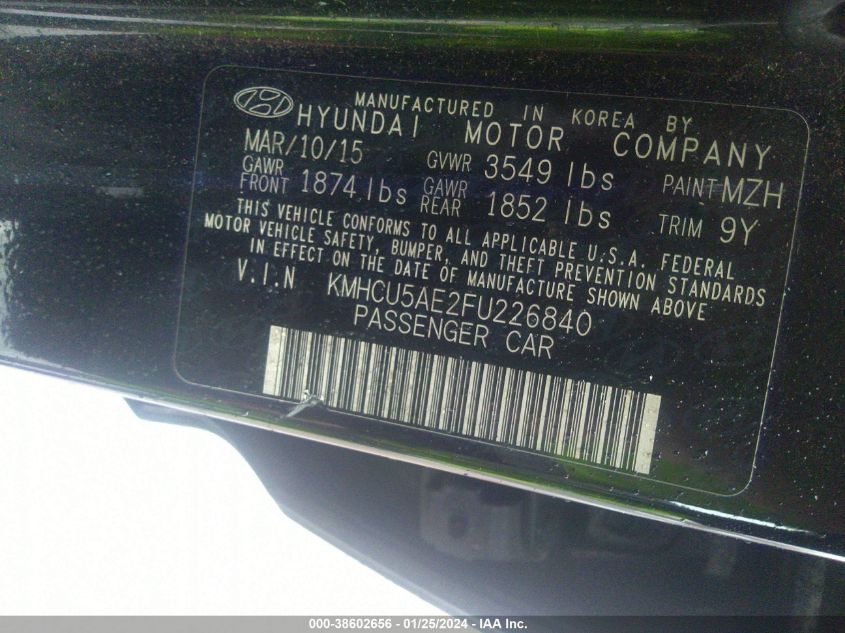 MANUFACTURED IN KOREA BY
HYUNDAI MOTOR COMPANY
MAR/10/15 GVWR 3549 lbs PAINT MZH
GAWR FRONT 1874 lbs GAWR REAR 1852 lbs TRIM 9Y
THIS VEHICLE CONFORMS TO ALL APPLICABLE U.S.A. FEDERAL
MOTOR VEHICLE SAFETY, BUMPER, AND THEFT PREVENTION STANDARDS
IN EFFECT ON THE DATE OF MANUFACTURE SHOWN ABOVE
V.I.N KMHCU5AE2FU226840
PASSENGER CAR
000-38602656 - 01/25/2024 - IAA Inc.